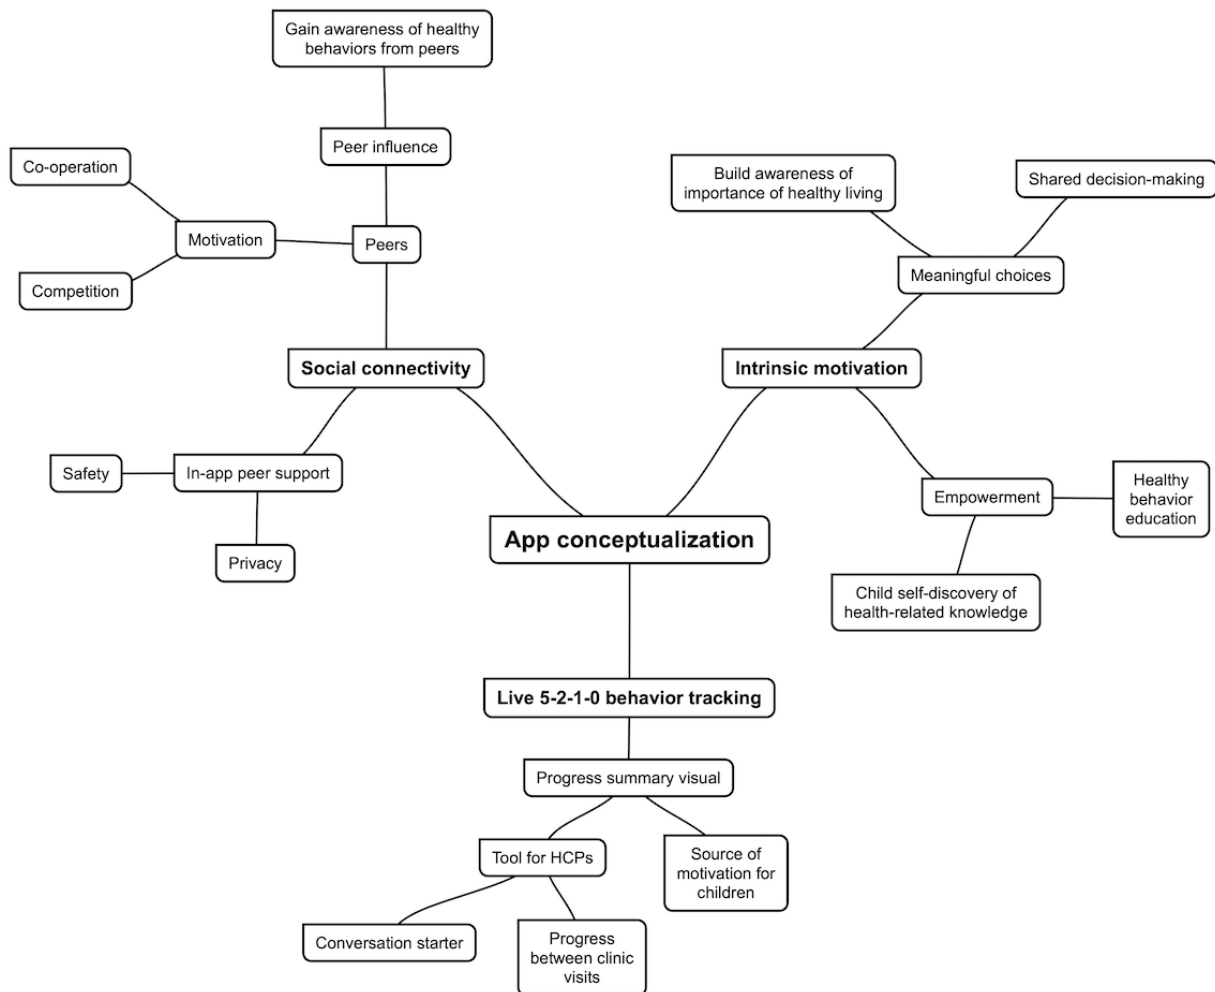 Gain awareness of healthy
behaviors from peers
Peer influence
Co-operation
Motivation
Peers
Competition
Social connectivity
Safety
In-app peer support
Privacy
Build awareness of
importance of healthy living
Shared decision-making
Meaningful choices
Intrinsic motivation
Empowerment
Healthy
behavior
education
Child self-discovery of
health-related knowledge
App conceptualization
Live 5-2-1-0 behavior tracking
Progress summary visual
Tool for HCPs
Source of
motivation for
children
Conversation starter
Progress
between clinic
visits